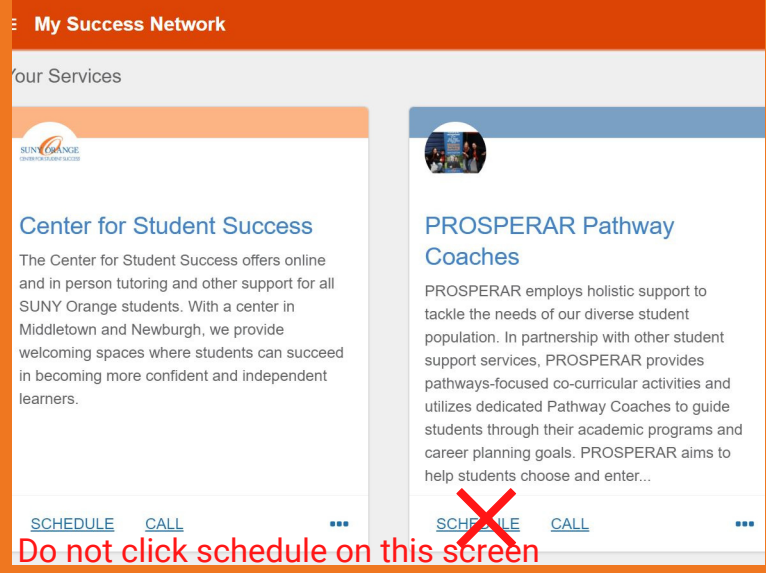 My Success Network
Your Services
SUNY ORANGE
CENTER FOR STUDENT SUCCESS
Center for Student Success
The Center for Student Success offers online
and in person tutoring and other support for all
SUNY Orange students. With a center in
Middletown and Newburgh, we provide
welcoming spaces where students can succeed
in becoming more confident and independent
learners.
SCHEDULE CALL
PROSPERAR Pathway
Coaches
PROSPERAR employs holistic support to
tackle the needs of our diverse student
population. In partnership with other student
support services, PROSPERAR provides
pathways-focused co-curricular activities and
utilizes dedicated Pathway Coaches to guide
students through their academic programs and
career planning goals. PROSPERAR aims to
help students choose and enter...
SCHEDULE CALL
Do not click schedule on this screen